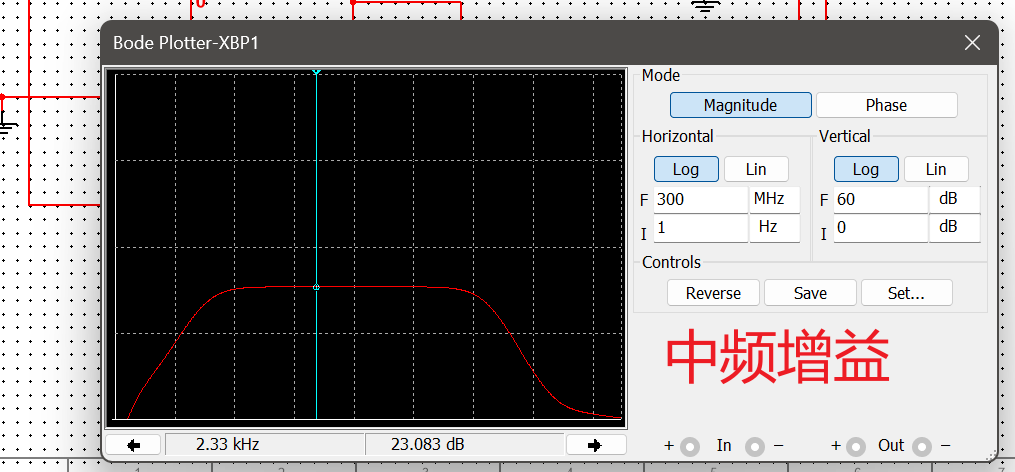 0
Bode Plotter-XBP1
Mode
Magnitude Phase
Horizontal Vertical
Log Lin Log Lin
F 300 MHz F 60 dB
I 1 Hz I 0 dB
Controls
Reverse Save Set...
中频增益
2.33 kHz 23.083 dB
+ In − + Out −